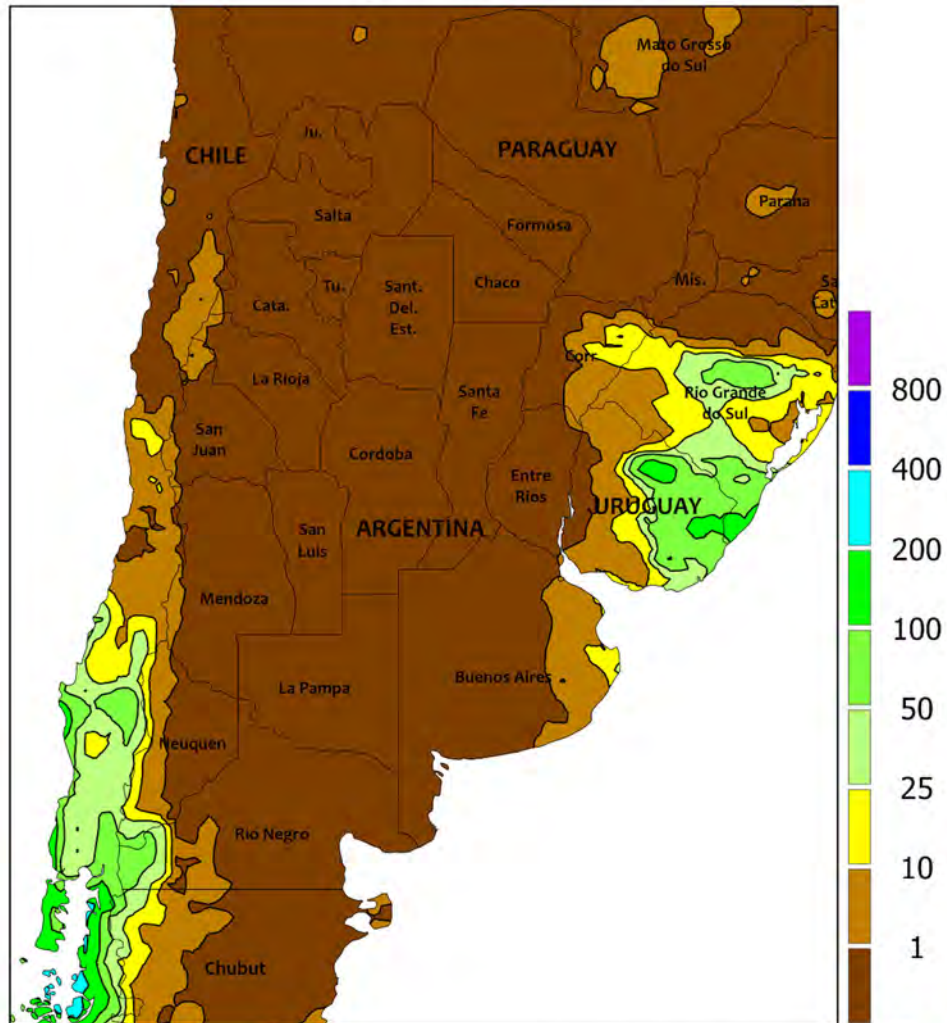 Mato Grosso
do Sul
Ju.
CHILE
PARAGUAY
Parana
Salta
Formosa
Mis.
Sa
Cat
Chaco
Tu.
Sant.
Del.
Est.
Cata.
Corr
La Rioja
Santa
Fe
Rio Grande
do Sul
San
Juan
Cordoba
Entre
Rios
URUGUAY
San
Luis
ARGENTINA
Mendoza
La Pampa
Buenos Aires
Neuquen
Rio Negro
Chubut
800
400
200
100
50
25
10
1